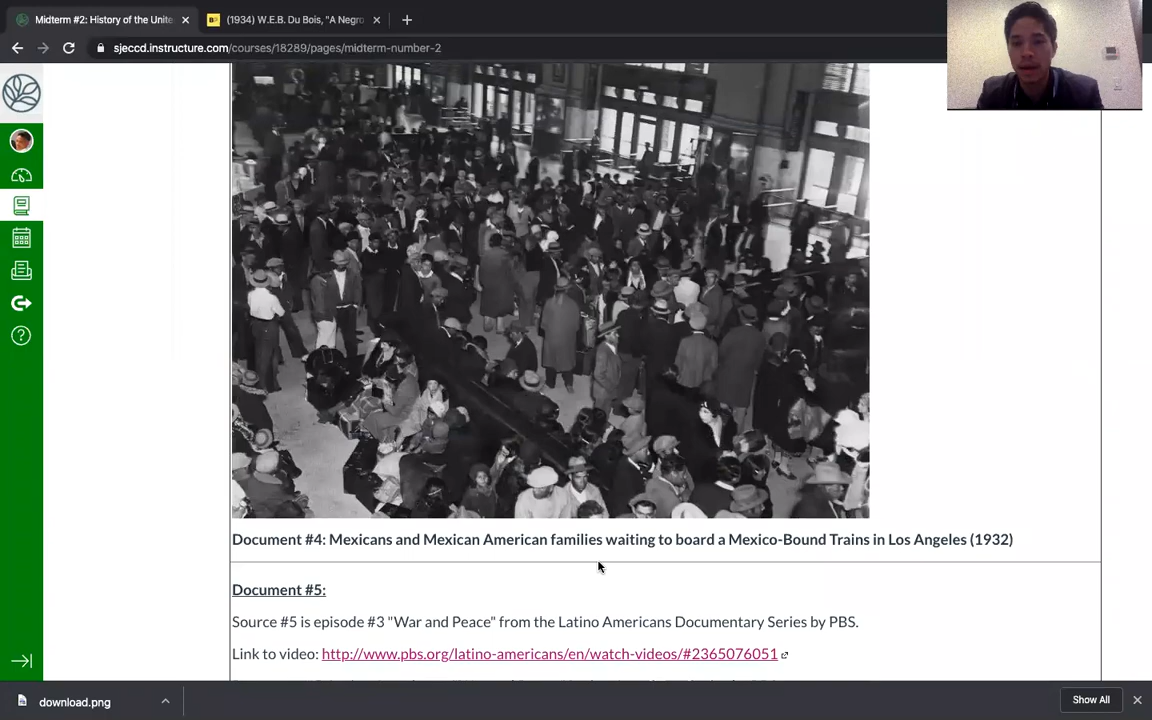 Midterm #2: History of the Unite
(1934) W.E.B. Du Bois, "A Negro
sjeccd.instructure.com/courses/18289/pages/midterm-number-2
Document #4: Mexicans and Mexican American families waiting to board a Mexico-Bound Trains in Los Angeles (1932)
Document #5:
Source #5 is episode #3 "War and Peace" from the Latino Americans Documentary Series by PBS.
Link to video: http://www.pbs.org/latino-americans/en/watch-videos/#2365076051
download.png
Show All